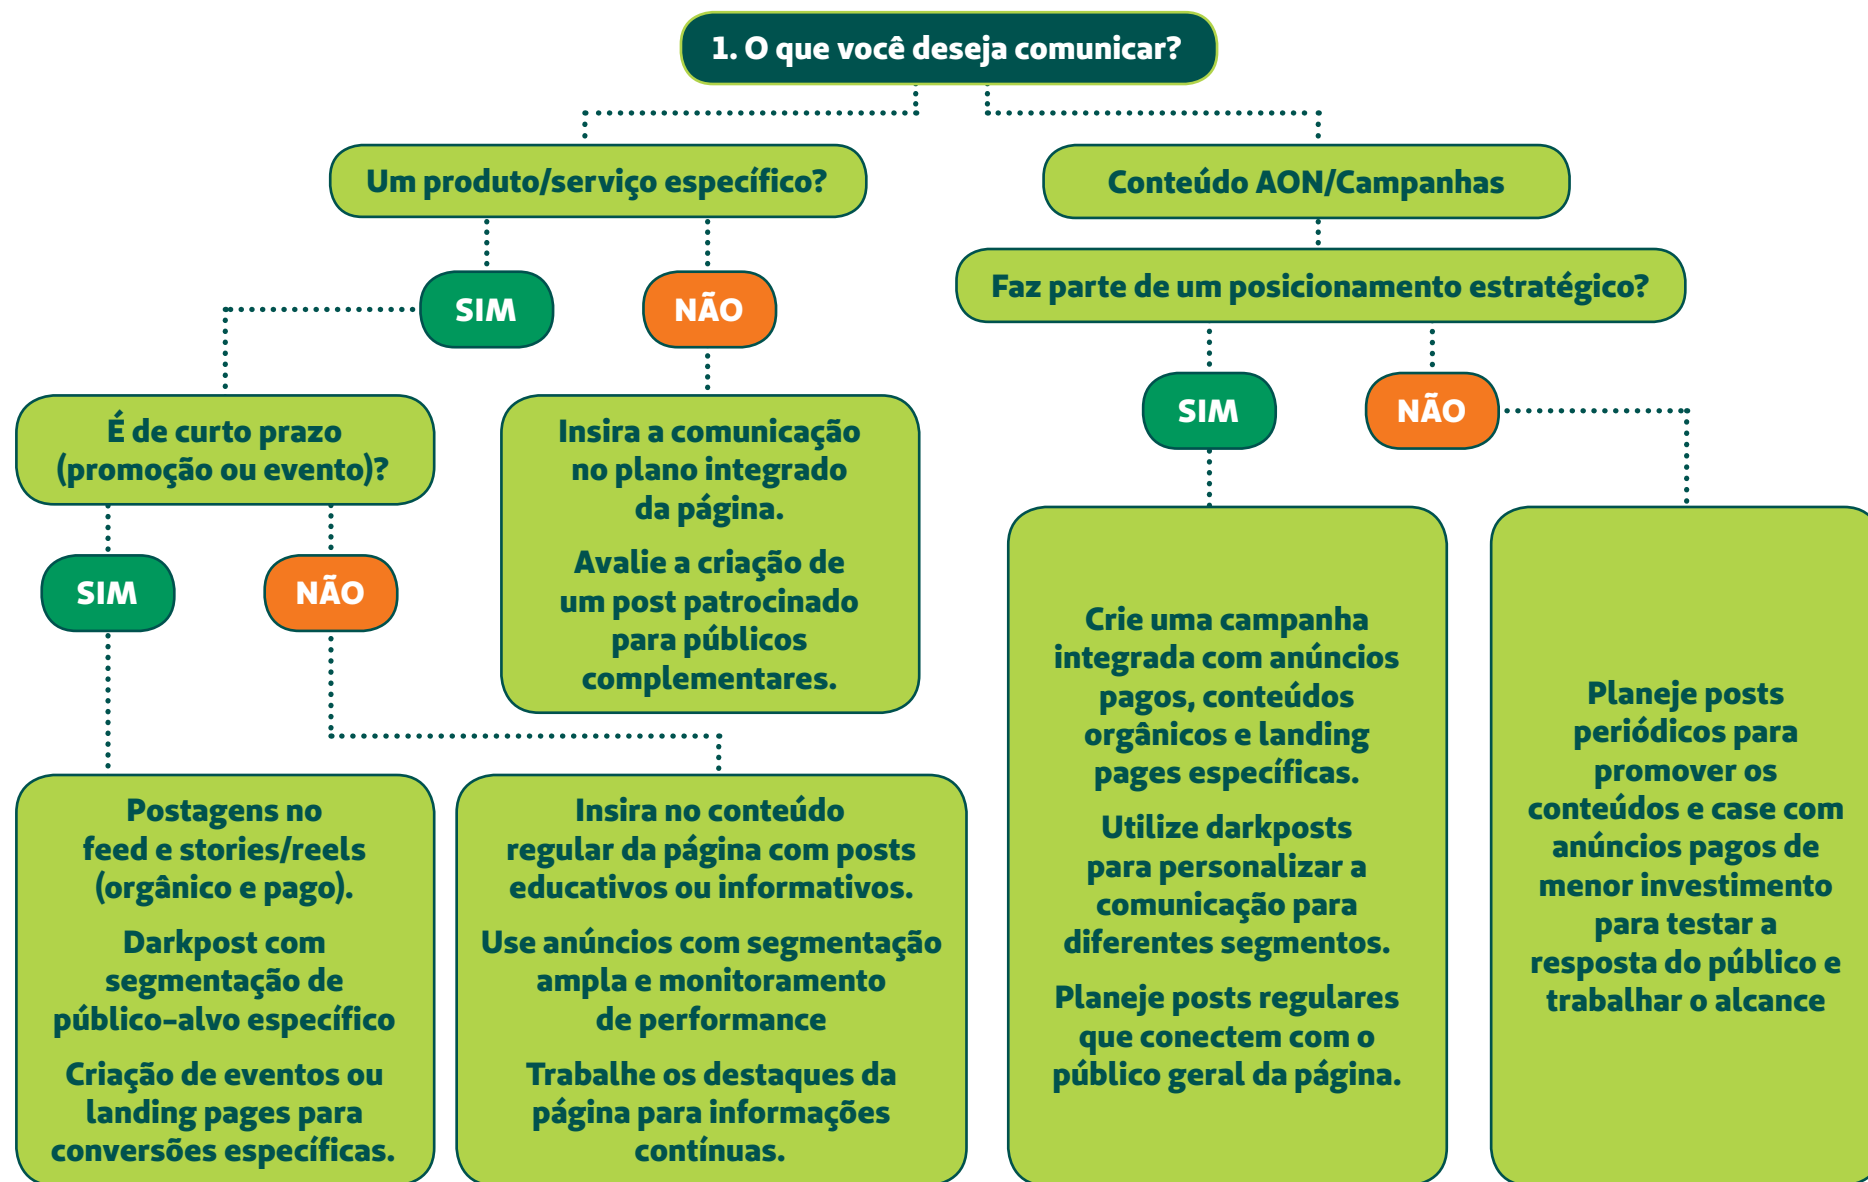 1. O que você deseja comunicar?
Um produto/serviço específico?
Conteúdo AON/Campanhas
Faz parte de um posicionamento estratégico?
SIM
NÃO
SIM
NÃO
É de curto prazo
(promoção ou evento)?
Insira a comunicação
no plano integrado
da página.
Avalie a criação de
um post patrocinado
para públicos
complementares.
SIM
NÃO
Postagens no
feed e stories/reels
(orgânico e pago).
Darkpost com
segmentação de
público-alvo específico
Criação de eventos ou
landing pages para
conversões específicas.
Insira no conteúdo
regular da página com posts
educativos ou informativos.
Use anúncios com segmentação
ampla e monitoramento
de performance
Trabalhe os destaques da
página para informações
contínuas.
Crie uma campanha
integrada com anúncios
pagos, conteúdos
orgânicos e landing
pages específicas.
Utilize darkposts
para personalizar a
comunicação para
diferentes segmentos.
Planeje posts regulares
que conectem com o
público geral da página.
Planeje posts
periódicos para
promover os
conteúdos e case com
anúncios pagos de
menor investimento
para testar a
resposta do público e
trabalhar o alcance